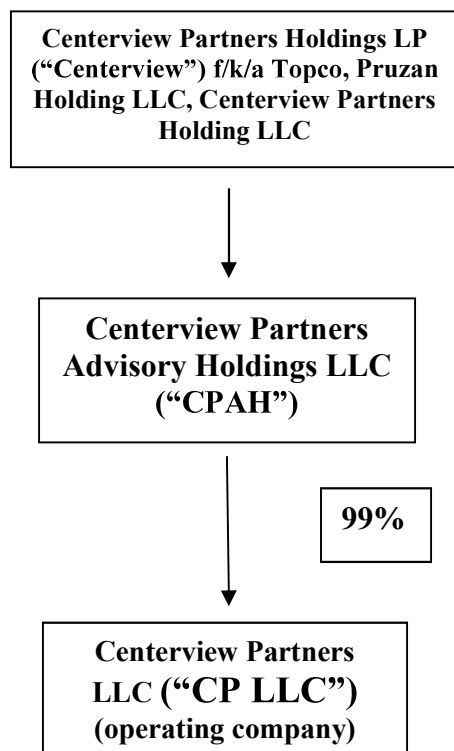 Centerview Partners Holdings LP
(“Centerview”) f/k/a Topco, Pruzan
Holding LLC, Centerview Partners
Holding LLC
Centerview Partners
Advisory Holdings LLC
(“CPAH”)
99%
Centerview Partners
LLC (“CP LLC”)
(operating company)